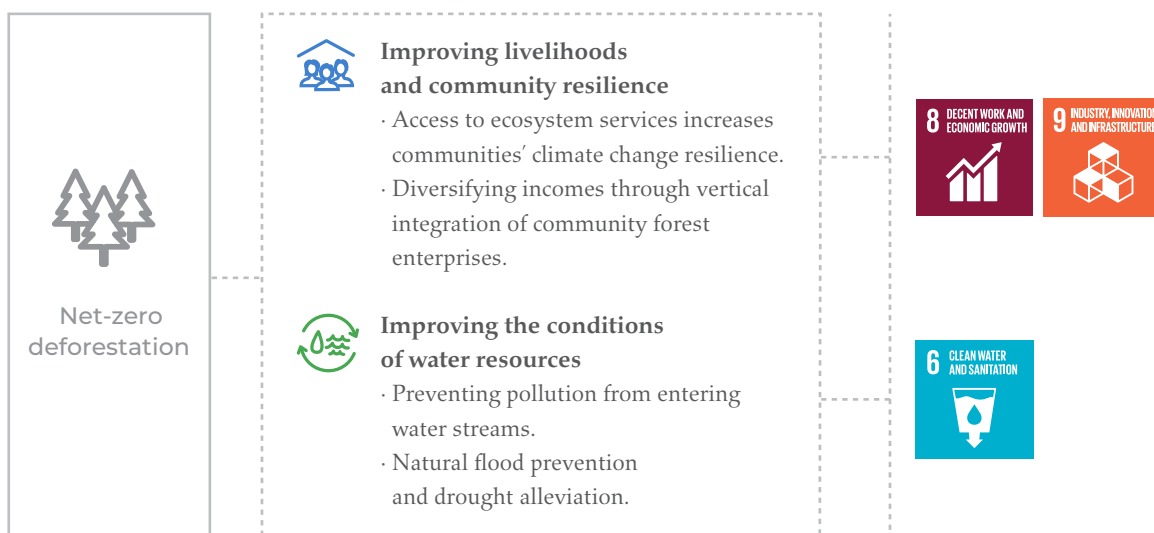 Net-zero
deforestation
Improving livelihoods
and community resilience
· Access to ecosystem services increases
communities’ climate change resilience.
· Diversifying incomes through vertical
integration of community forest
enterprises.
Improving the conditions
of water resources
· Preventing pollution from entering
water streams.
· Natural flood prevention
and drought alleviation.
8 DECENT WORK AND
ECONOMIC GROWTH
9 INDUSTRY, INNOVATION
AND INFRASTRUCTURE
6 CLEAN WATER
AND SANITATION